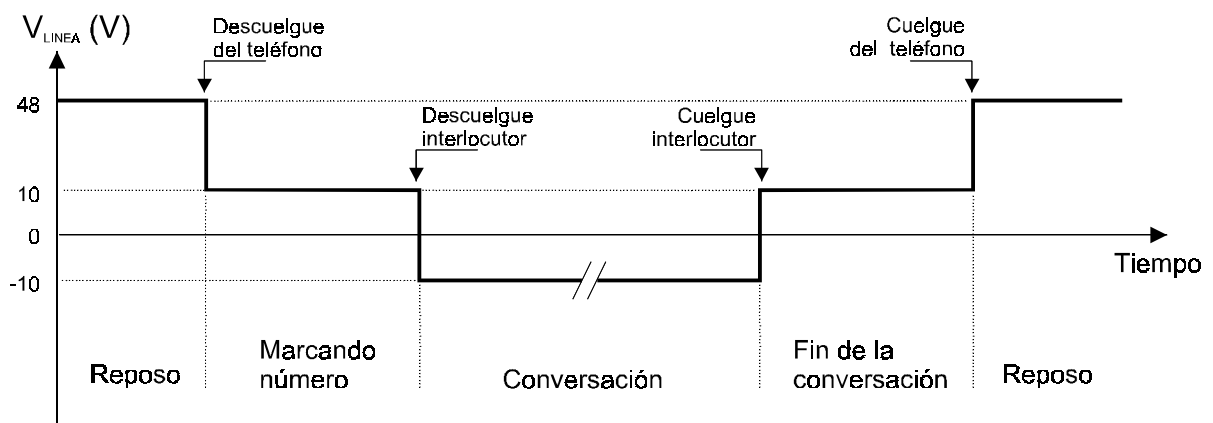 V LINEA (V)
Descuelgue
del teléfono
Cuelgue
del teléfono
48
Descuelgue
interlocutor
Cuelgue
interlocutor
10
0
-10
Tiempo
Reposo
Marcando
número
Conversación
Fin de la
conversación
Reposo